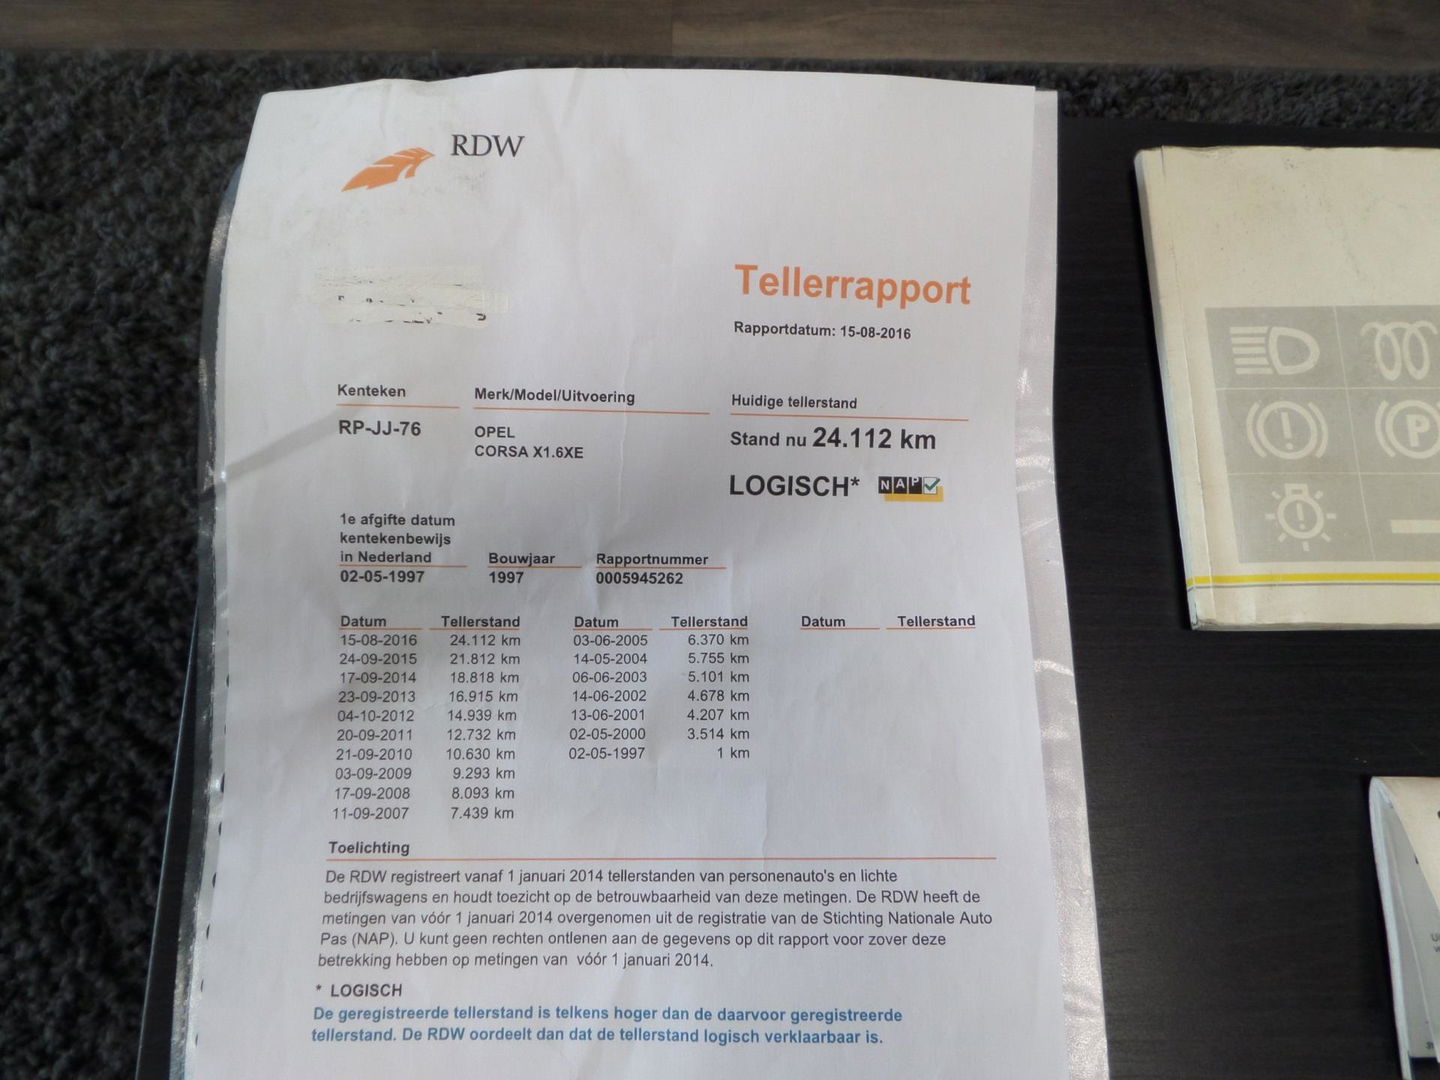 RDW
Tellerrapport
Rapportdatum: 15-08-2016
Kenteken Merk/Model/Uitvoering Huidige tellerstand
RP-JJ-76 OPEL Stand nu 24.112 km
CORSA X1.6XE
LOGISCH* NAP
1e afgifte datum
kentekenbewijs
in Nederland Bouwjaar Rapportnummer
02-05-1997 1997 0005945262
Datum Tellerstand Datum Tellerstand Datum Tellerstand
15-08-2016 24.112 km 03-06-2005 6.370 km
24-09-2015 21.812 km 14-05-2004 5.755 km
17-09-2014 18.818 km 06-06-2003 5.101 km
23-09-2013 16.915 km 14-06-2002 4.678 km
04-10-2012 14.939 km 13-06-2001 4.207 km
20-09-2011 12.732 km 02-05-2000 3.514 km
21-09-2010 10.630 km 02-05-1997 1 km
03-09-2009 9.293 km
17-09-2008 8.093 km
11-09-2007 7.439 km
Toelichting
De RDW registreert vanaf 1 januari 2014 tellerstanden van personenauto's en lichte
bedrijfswagens en houdt toezicht op de betrouwbaarheid van deze metingen. De RDW heeft de
metingen van vóór 1 januari 2014 overgenomen uit de registratie van de Stichting Nationale Auto
Pas (NAP). U kunt geen rechten ontlenen aan de gegevens op dit rapport voor zover deze
betrekking hebben op metingen van vóór 1 januari 2014.
* LOGISCH
De geregistreerde tellerstand is telkens hoger dan de daarvoor geregistreerde
tellerstand. De RDW oordeelt dan dat de tellerstand logisch verklaarbaar is.
P